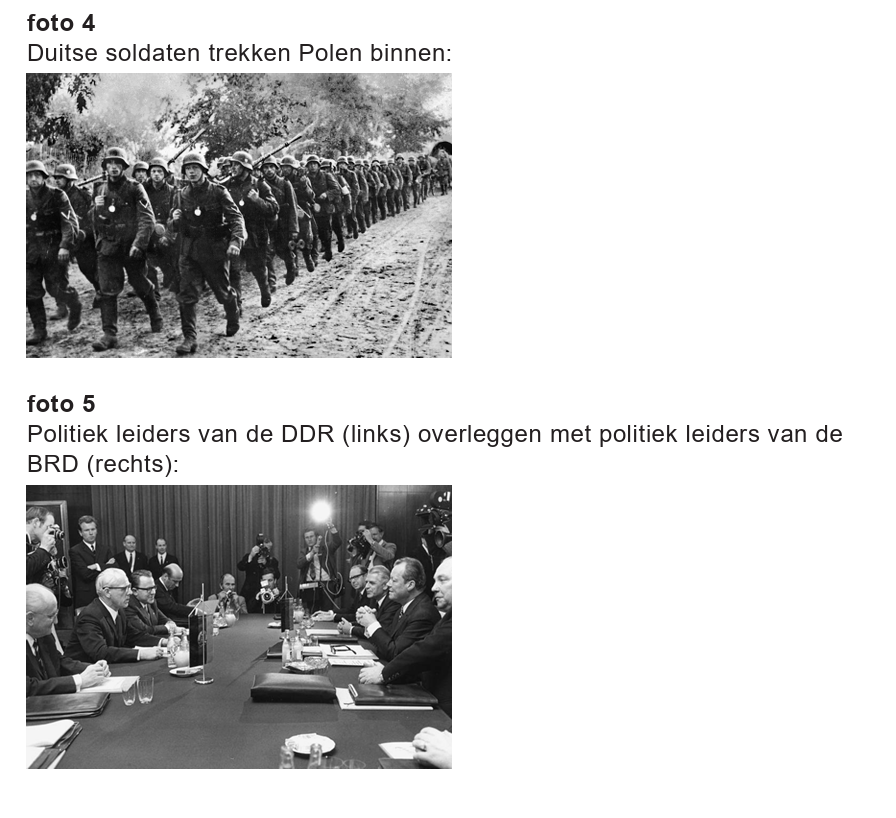 foto 4
Duitse soldaten trekken Polen binnen:
foto 5
Politiek leiders van de DDR (links) overleggen met politiek leiders van de
BRD (rechts):